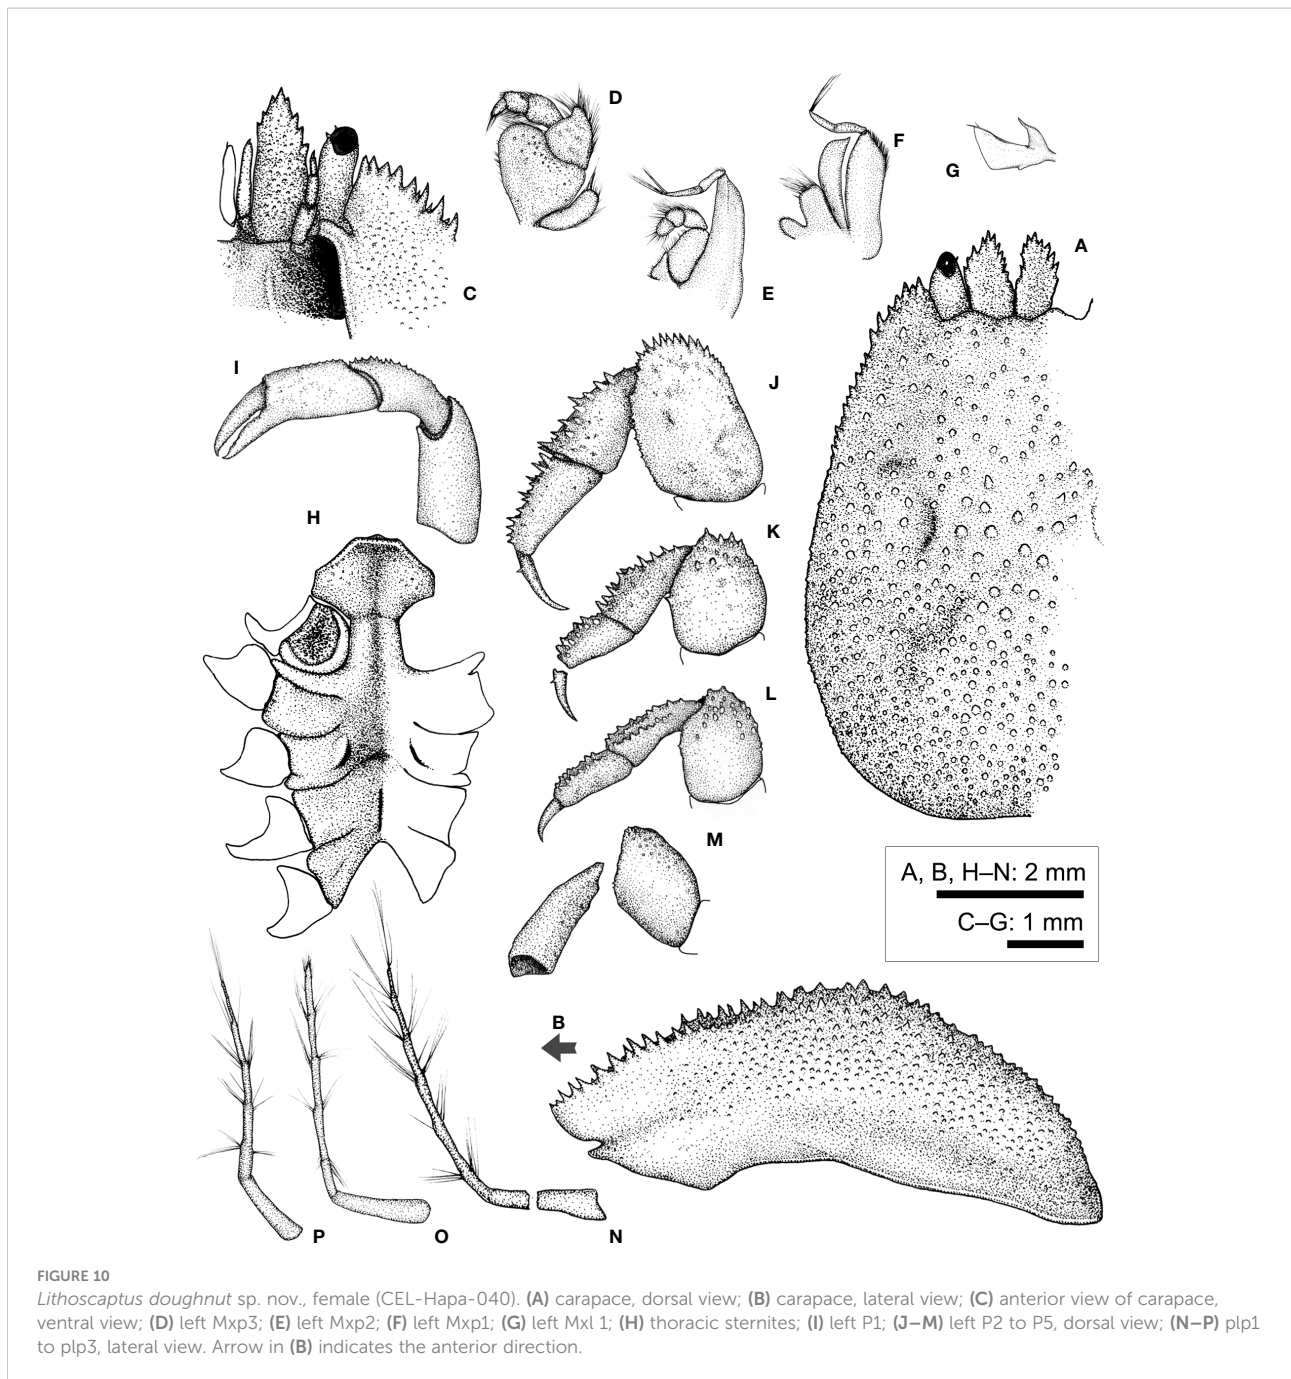 D
F
G
A
C
E
I
J
H
K
L
M
A, B, H–N: 2 mm
C–G: 1 mm
B
P
O
N
FIGURE 10
Lithoscaptus doughnut sp. nov., female (CEL-Hapa-040). (A) carapace, dorsal view; (B) carapace, lateral view; (C) anterior view of carapace,
ventral view; (D) left Mxp3; (E) left Mxp2; (F) left Mxp1; (G) left Mxl 1; (H) thoracic sternites; (I) left P1; (J–M) left P2 to P5, dorsal view; (N–P) plp1
to plp3, lateral view. Arrow in (B) indicates the anterior direction.